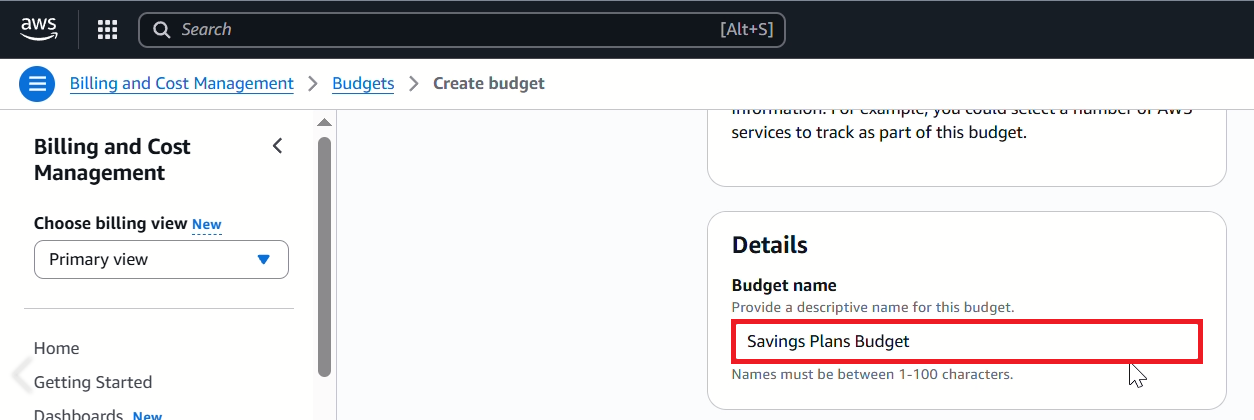 aws
Search [Alt+S]
Billing and Cost Management > Budgets > Create budget
Billing and Cost
Management
Choose billing view New
Primary view
Home
Getting Started
Dashboards New
information. For example, you could select a number of AWS
services to track as part of this budget.
Details
Budget name
Provide a descriptive name for this budget.
Savings Plans Budget
Names must be between 1-100 characters.